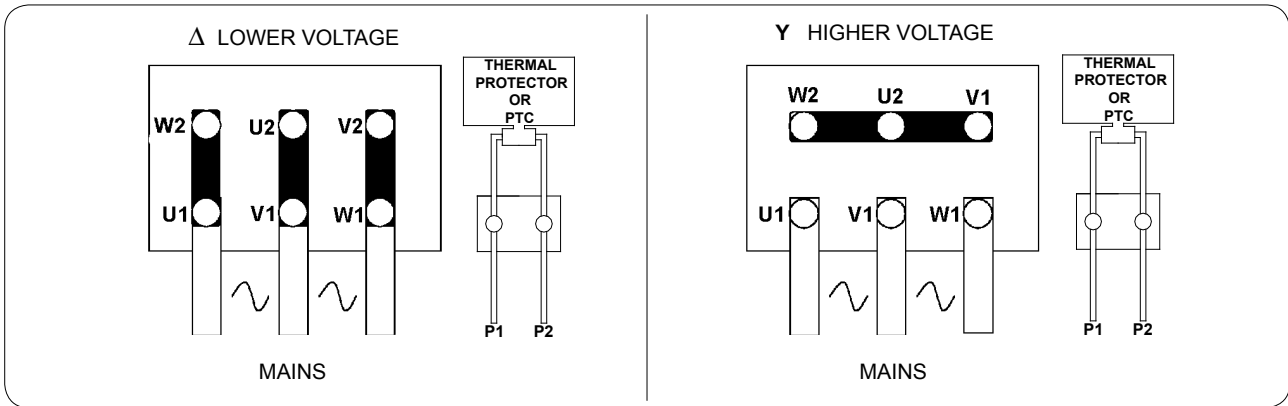 Δ LOWER VOLTAGE
THERMAL
PROTECTOR
OR
PTC
W2 U2 V2
U1 V1 W1
P1 P2
MAINS
Y HIGHER VOLTAGE
THERMAL
PROTECTOR
OR
PTC
W2 U2 V1
U1 V1 W1
P1 P2
MAINS